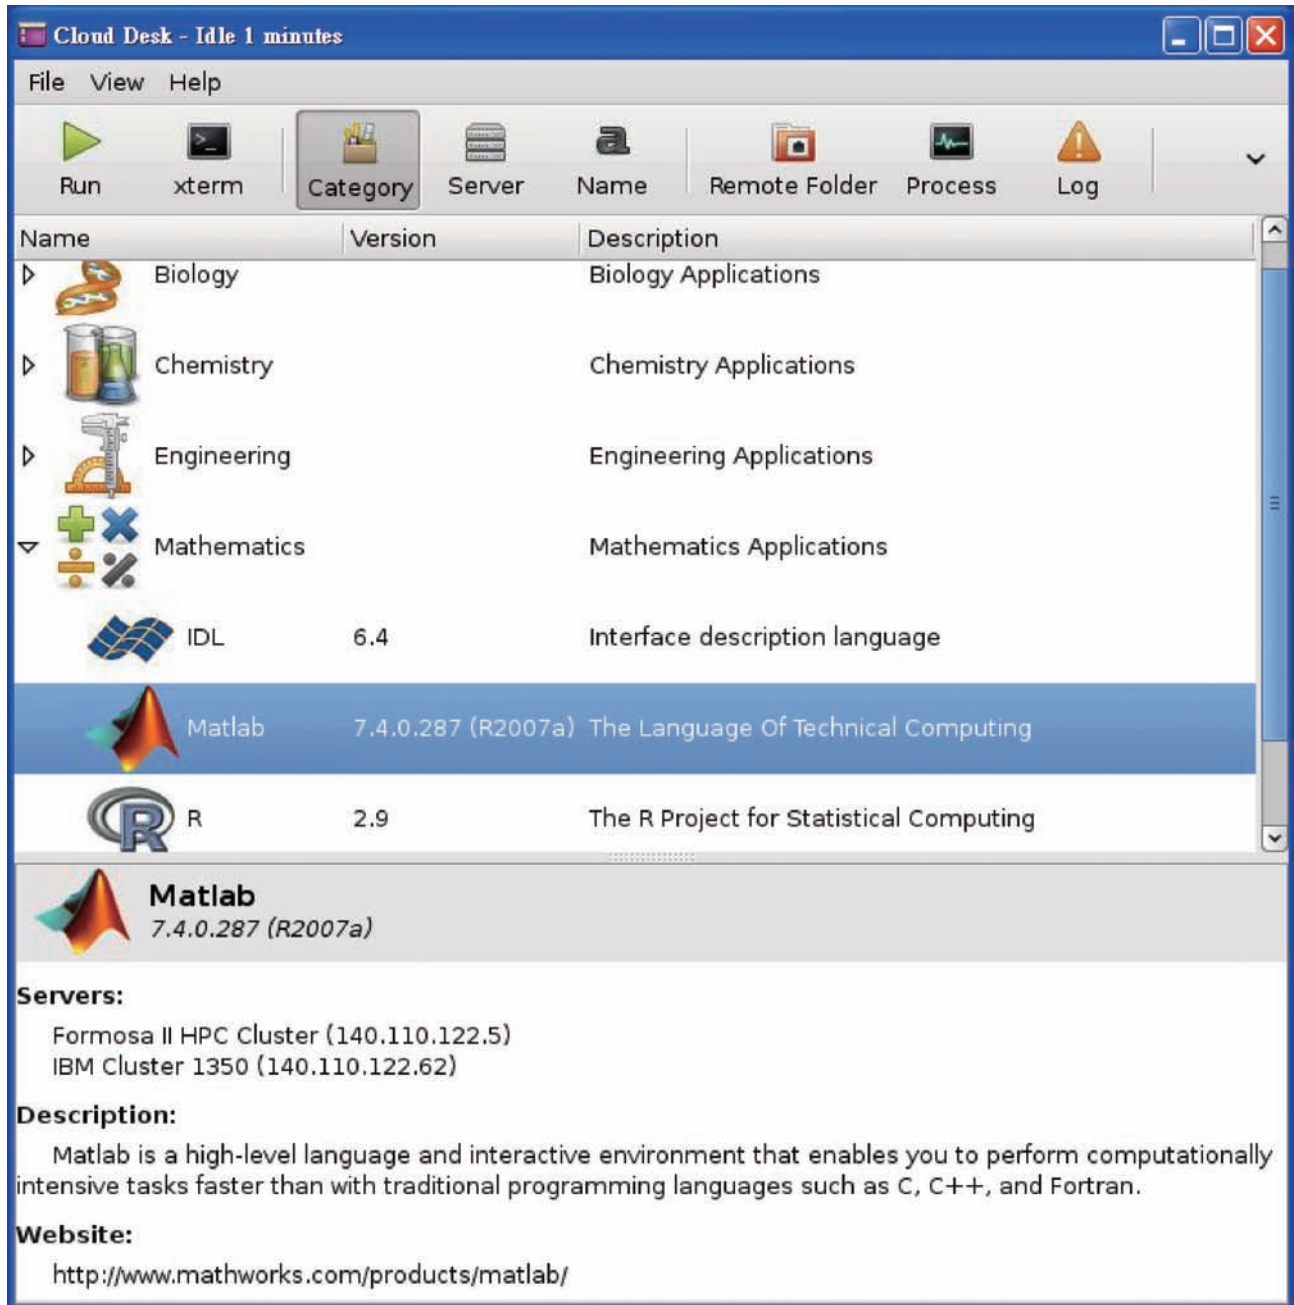 Cloud Desk - Idle 1 minutes
File View Help
Run xterm Category Server Name Remote Folder Process Log
Name Version Description
Biology Biology Applications
Chemistry Chemistry Applications
Engineering Engineering Applications
Mathematics Mathematics Applications
IDL 6.4 Interface description language
Matlab 7.4.0.287 (R2007a) The Language Of Technical Computing
R 2.9 The R Project for Statistical Computing
Matlab
7.4.0.287 (R2007a)
Servers:
Formosa II HPC Cluster (140.110.122.5)
IBM Cluster 1350 (140.110.122.62)
Description:
Matlab is a high-level language and interactive environment that enables you to perform computationally
intensive tasks faster than with traditional programming languages such as C, C++, and Fortran.
Website:
http://www.mathworks.com/products/matlab/